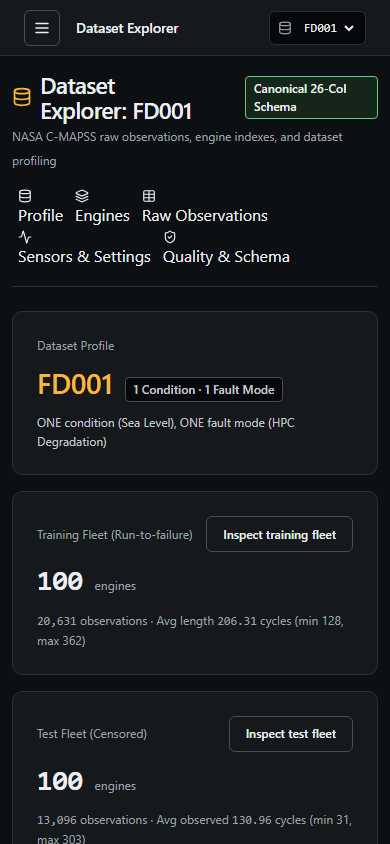 Dataset Explorer
FD001
Dataset
Explorer: FD001
Canonical 26-Col
Schema
NASA C-MAPSS raw observations, engine indexes, and dataset
profiling
Profile
Engines
Raw Observations
Sensors & Settings
Quality & Schema
Dataset Profile
FD001
1 Condition · 1 Fault Mode
ONE condition (Sea Level), ONE fault mode (HPC
Degradation)
Training Fleet (Run-to-failure)
Inspect training fleet
100 engines
20,631 observations · Avg length 206.31 cycles (min 128,
max 362)
Test Fleet (Censored)
Inspect test fleet
100 engines
13,096 observations · Avg observed 130.96 cycles (min 31,
max 303)